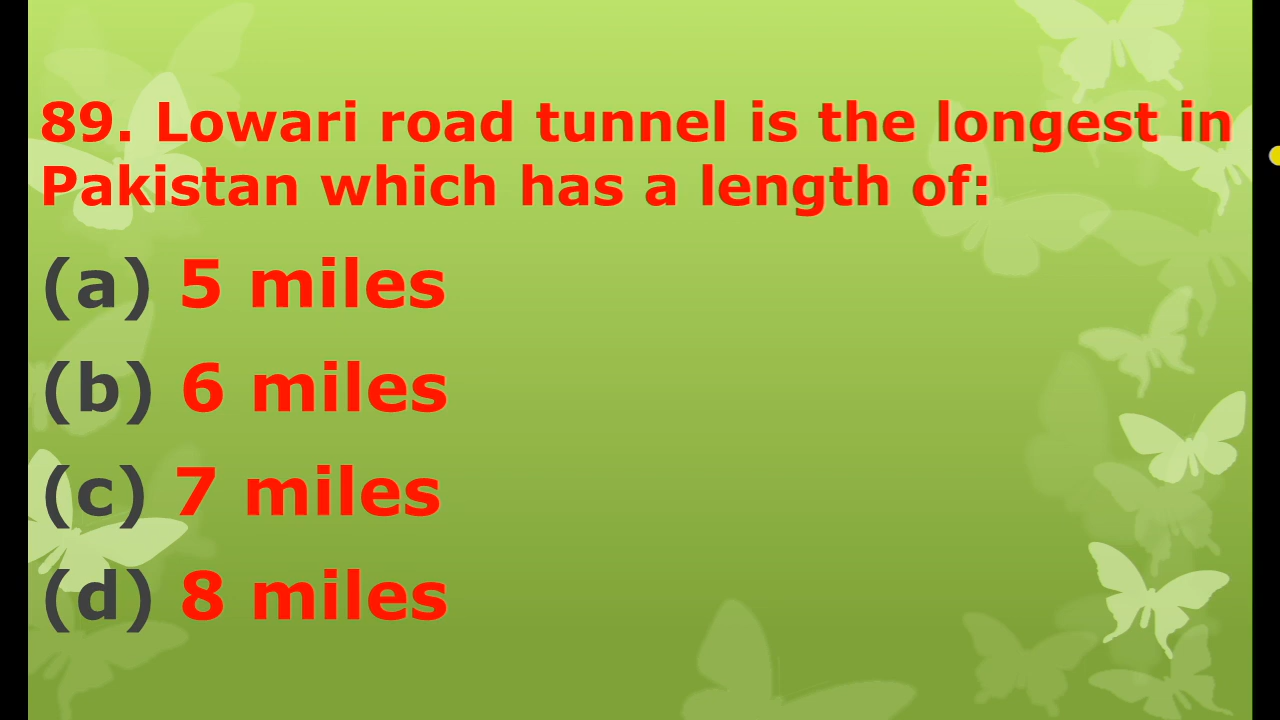 89. Lowari road tunnel is the longest in
Pakistan which has a length of:
(a) 5 miles
(b) 6 miles
(c) 7 miles
(d) 8 miles